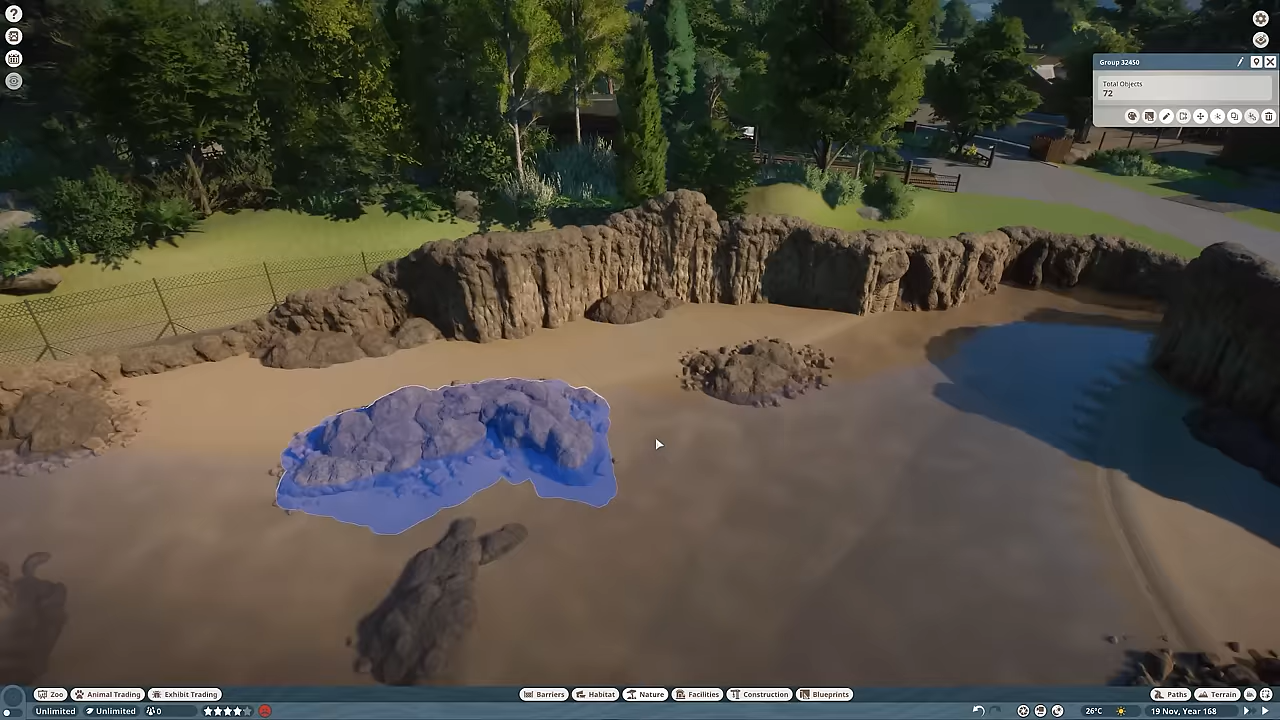 Group 32450
Total Objects
72
Zoo
Animal Trading
Exhibit Trading
Barriers
Habitat
Nature
Facilities
Construction
Blueprints
Paths
Terrain
Unlimited
Unlimited
0
26°C
19 Nov, Year 168